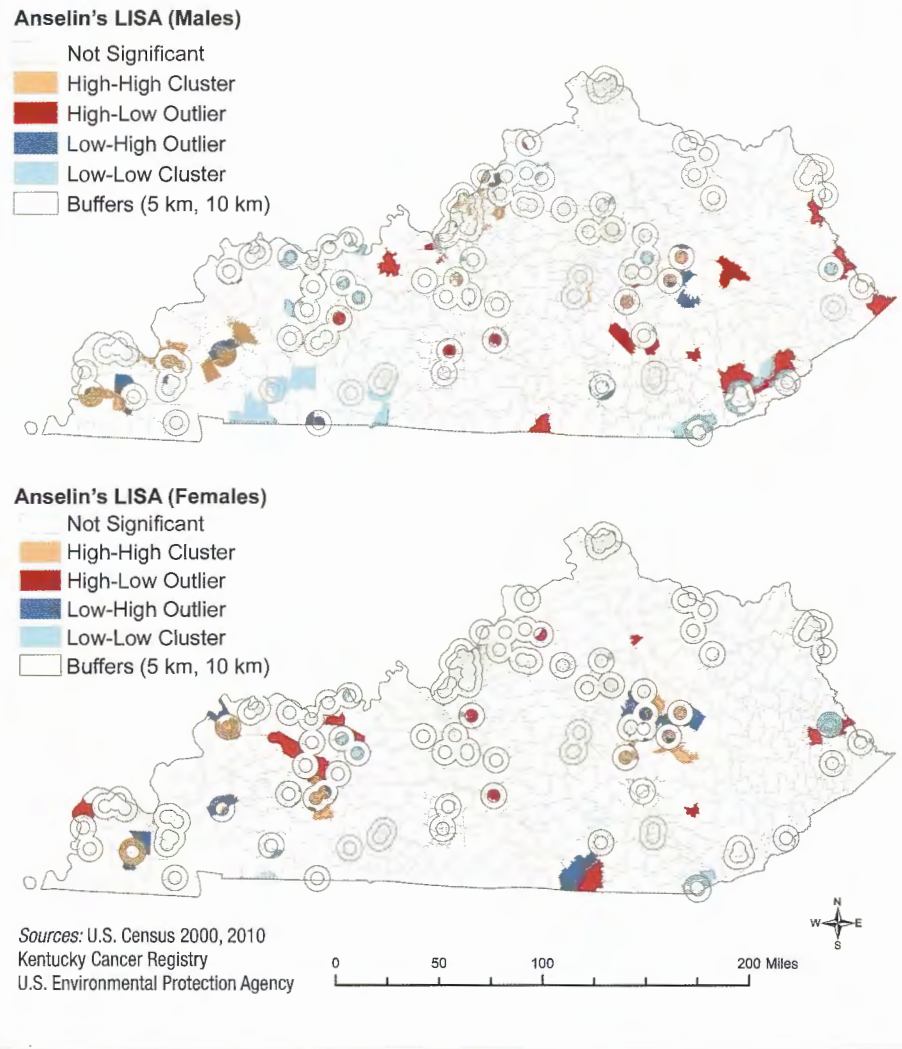 Anselin's LISA (Males)
Not Significant
High-High Cluster
High-Low Outlier
Low-High Outlier
Low-Low Cluster
Buffers (5 km, 10 km)
Anselin's LISA (Females)
Not Significant
High-High Cluster
High-Low Outlier
Low-High Outlier
Low-Low Cluster
Buffers (5 km, 10 km)
N
W E
S
Sources: U.S. Census 2000, 2010
Kentucky Cancer Registry
U.S. Environmental Protection Agency
0 50 100 200 Miles